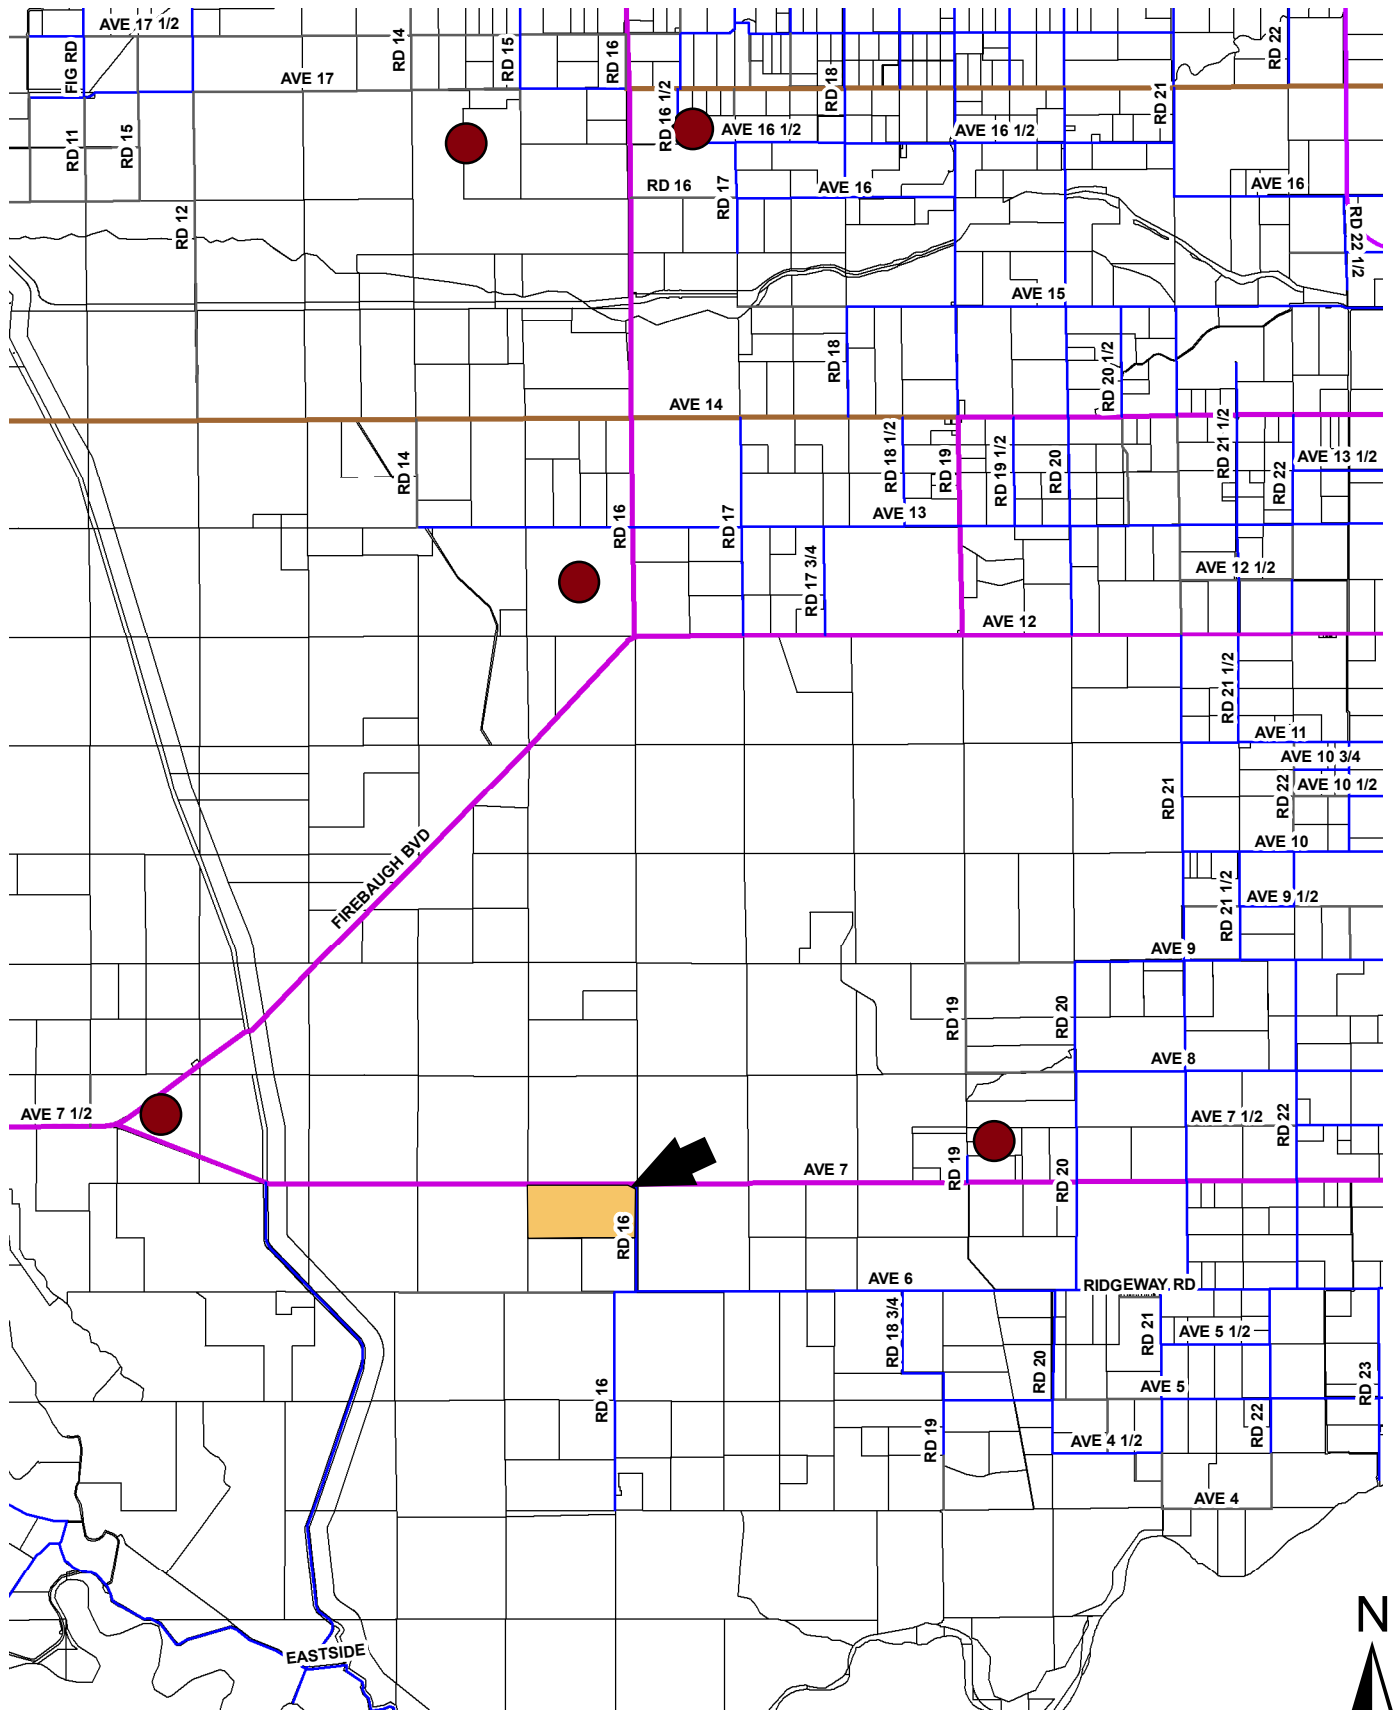 AVE 17 1/2
FIG RD
AVE 17
RD 14
RD 15
RD 16
RD 18
RD 22
RD 11
RD 15
RD 16 1/2
AVE 16 1/2
AVE 16 1/2
RD 21
RD 12
RD 16
RD 17
AVE 16
AVE 16
RD 22 1/2
AVE 15
RD 18
RD 20 1/2
AVE 14
RD 14
RD 16
RD 17
RD 18 1/2
RD 19
RD 19 1/2
RD 20
RD 21 1/2
RD 22
AVE 13 1/2
AVE 13
RD 17 3/4
AVE 12 1/2
AVE 12
RD 21 1/2
AVE 11
AVE 10 3/4
RD 21
RD 22
AVE 10 1/2
AVE 10
FIREBAUGH BVD
RD 21 1/2
AVE 9 1/2
AVE 9
RD 19
RD 20
AVE 8
AVE 7 1/2
AVE 7 1/2
RD 22
AVE 7
RD 19
RD 20
RD 16
AVE 6
RIDGEWAY RD
RD 18 3/4
RD 21
AVE 5 1/2
RD 16
RD 20
AVE 5
RD 23
RD 19
AVE 4 1/2
RD 22
AVE 4
EASTSIDE
N